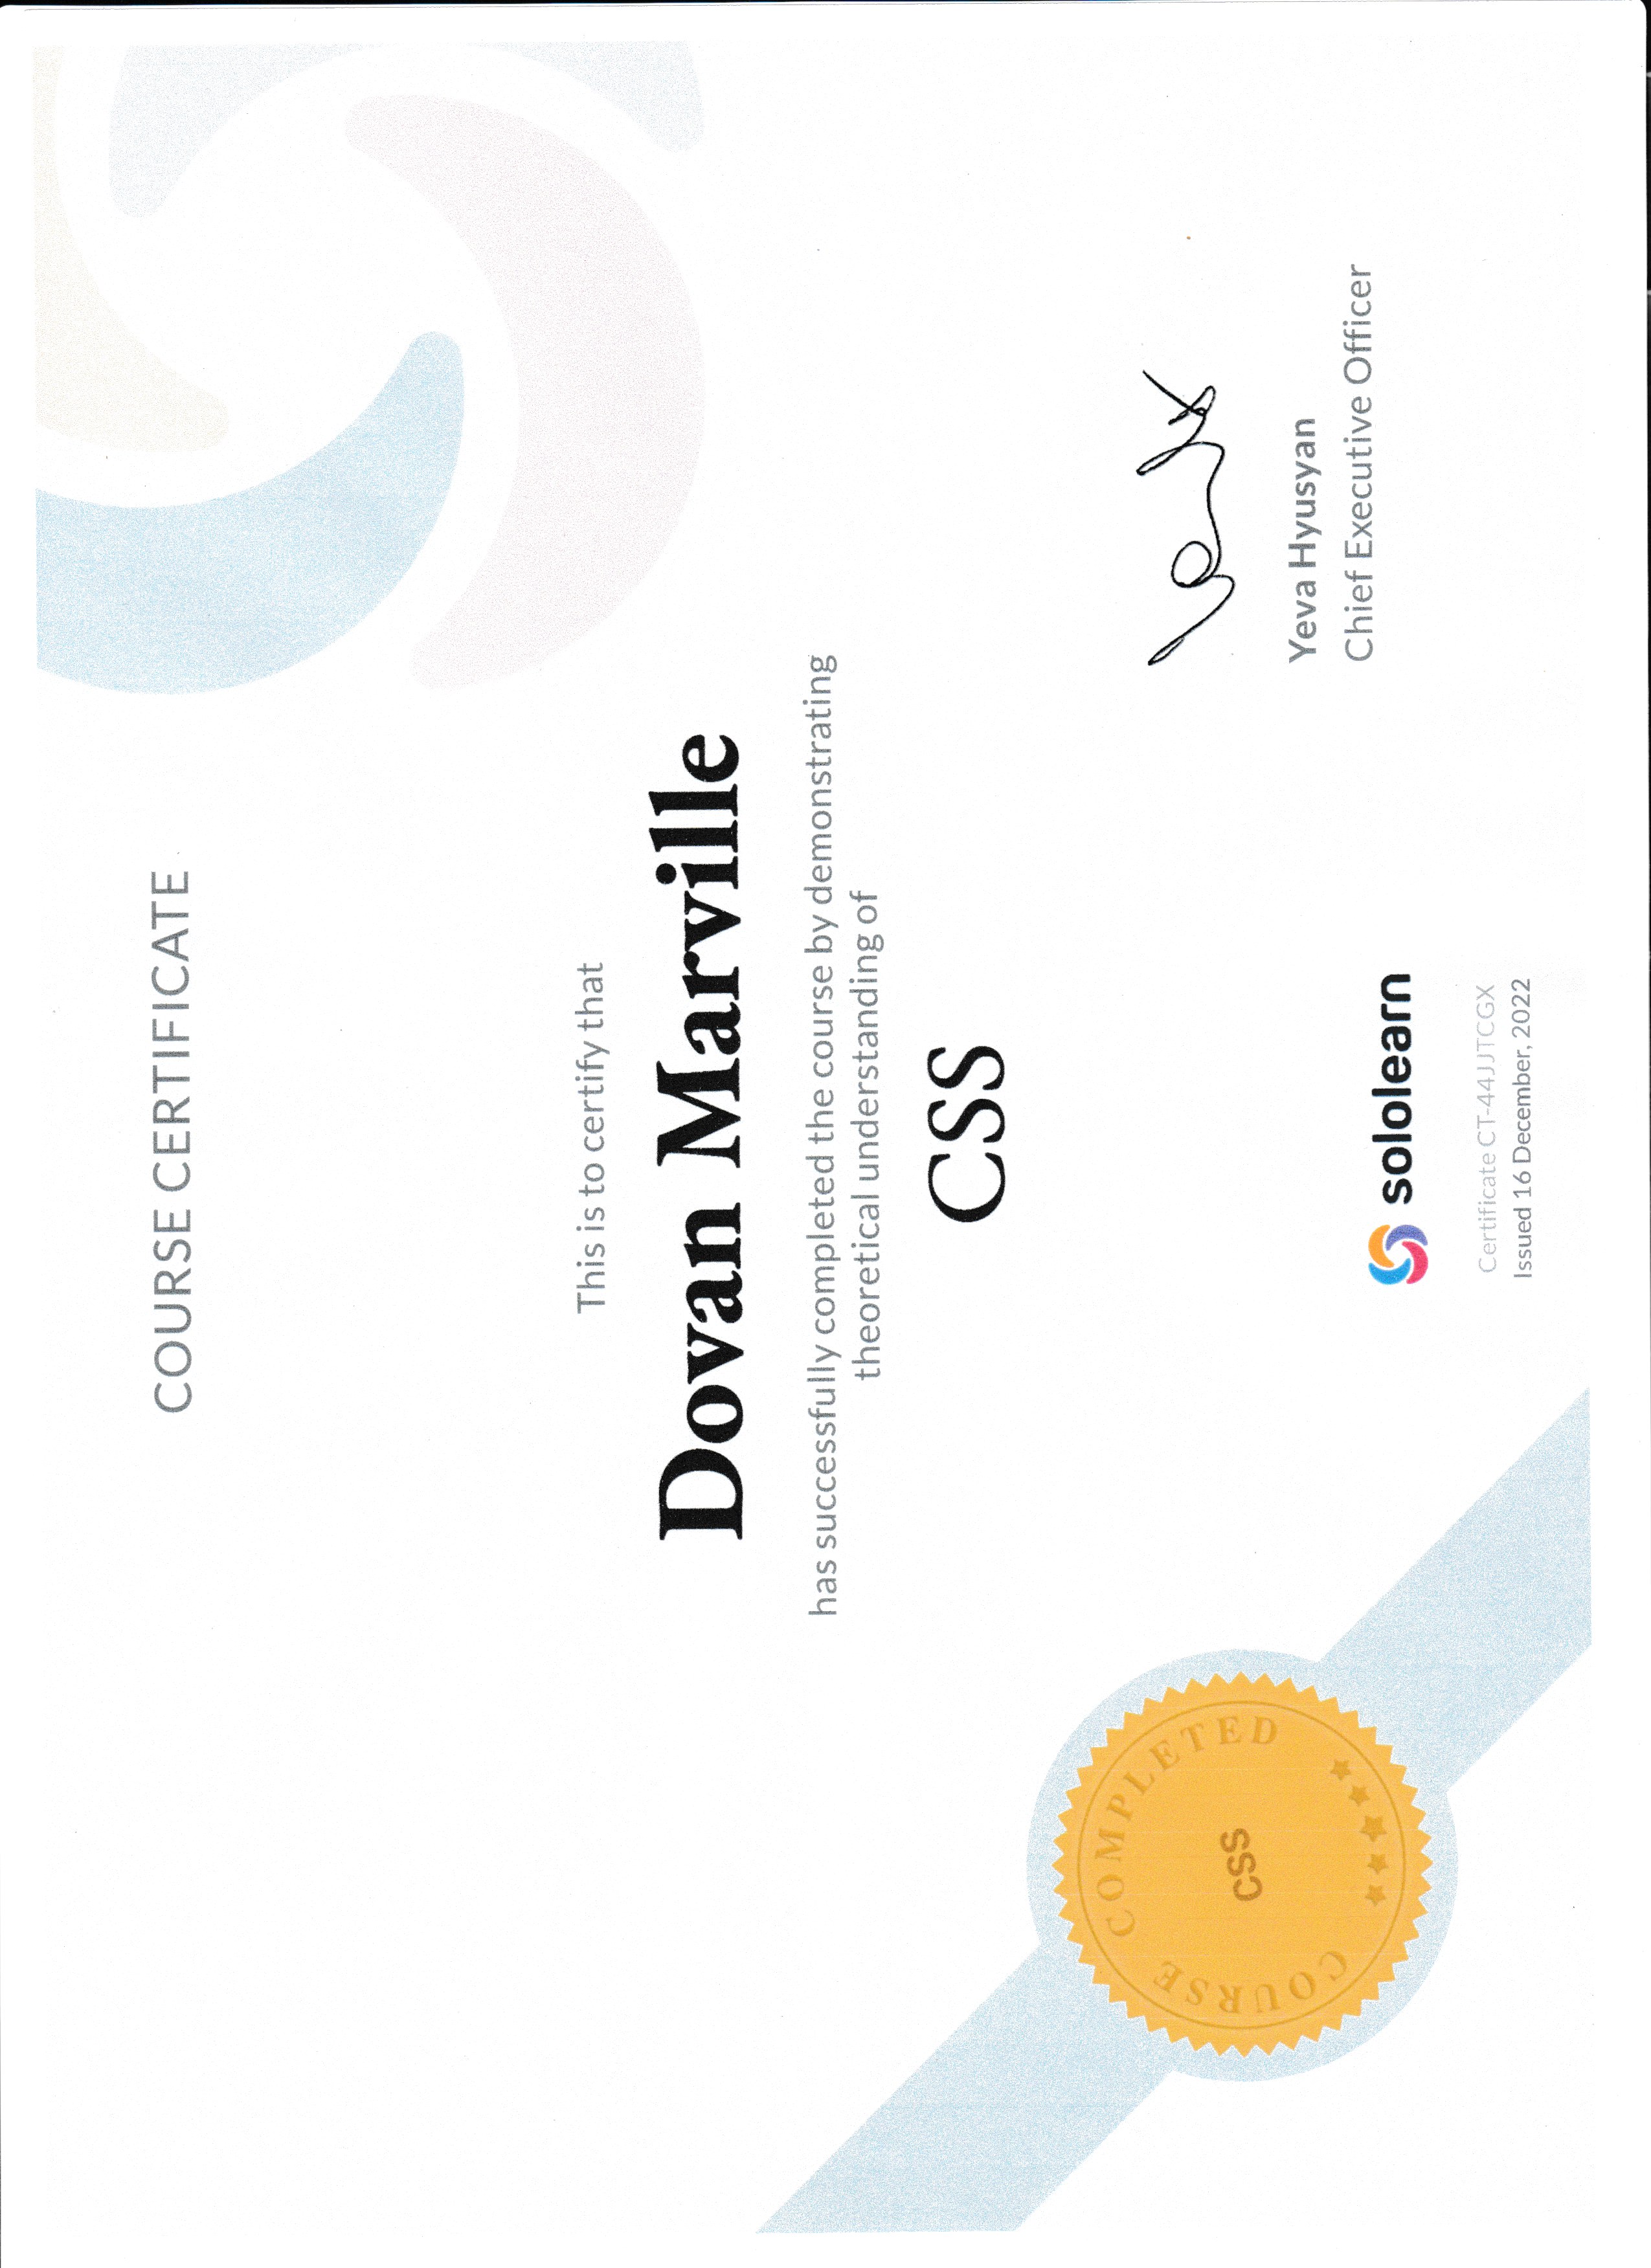 COURSE CERTIFICATE
This is to certify that
Dovan Marville
has successfully completed the course by demonstrating
theoretical understanding of
CSS
COURSE COMPLETED
CSS
Yeva Hyusyan
Chief Executive Officer
sololearn
Certificate CT-44JJTCGX
Issued 16 December, 2022